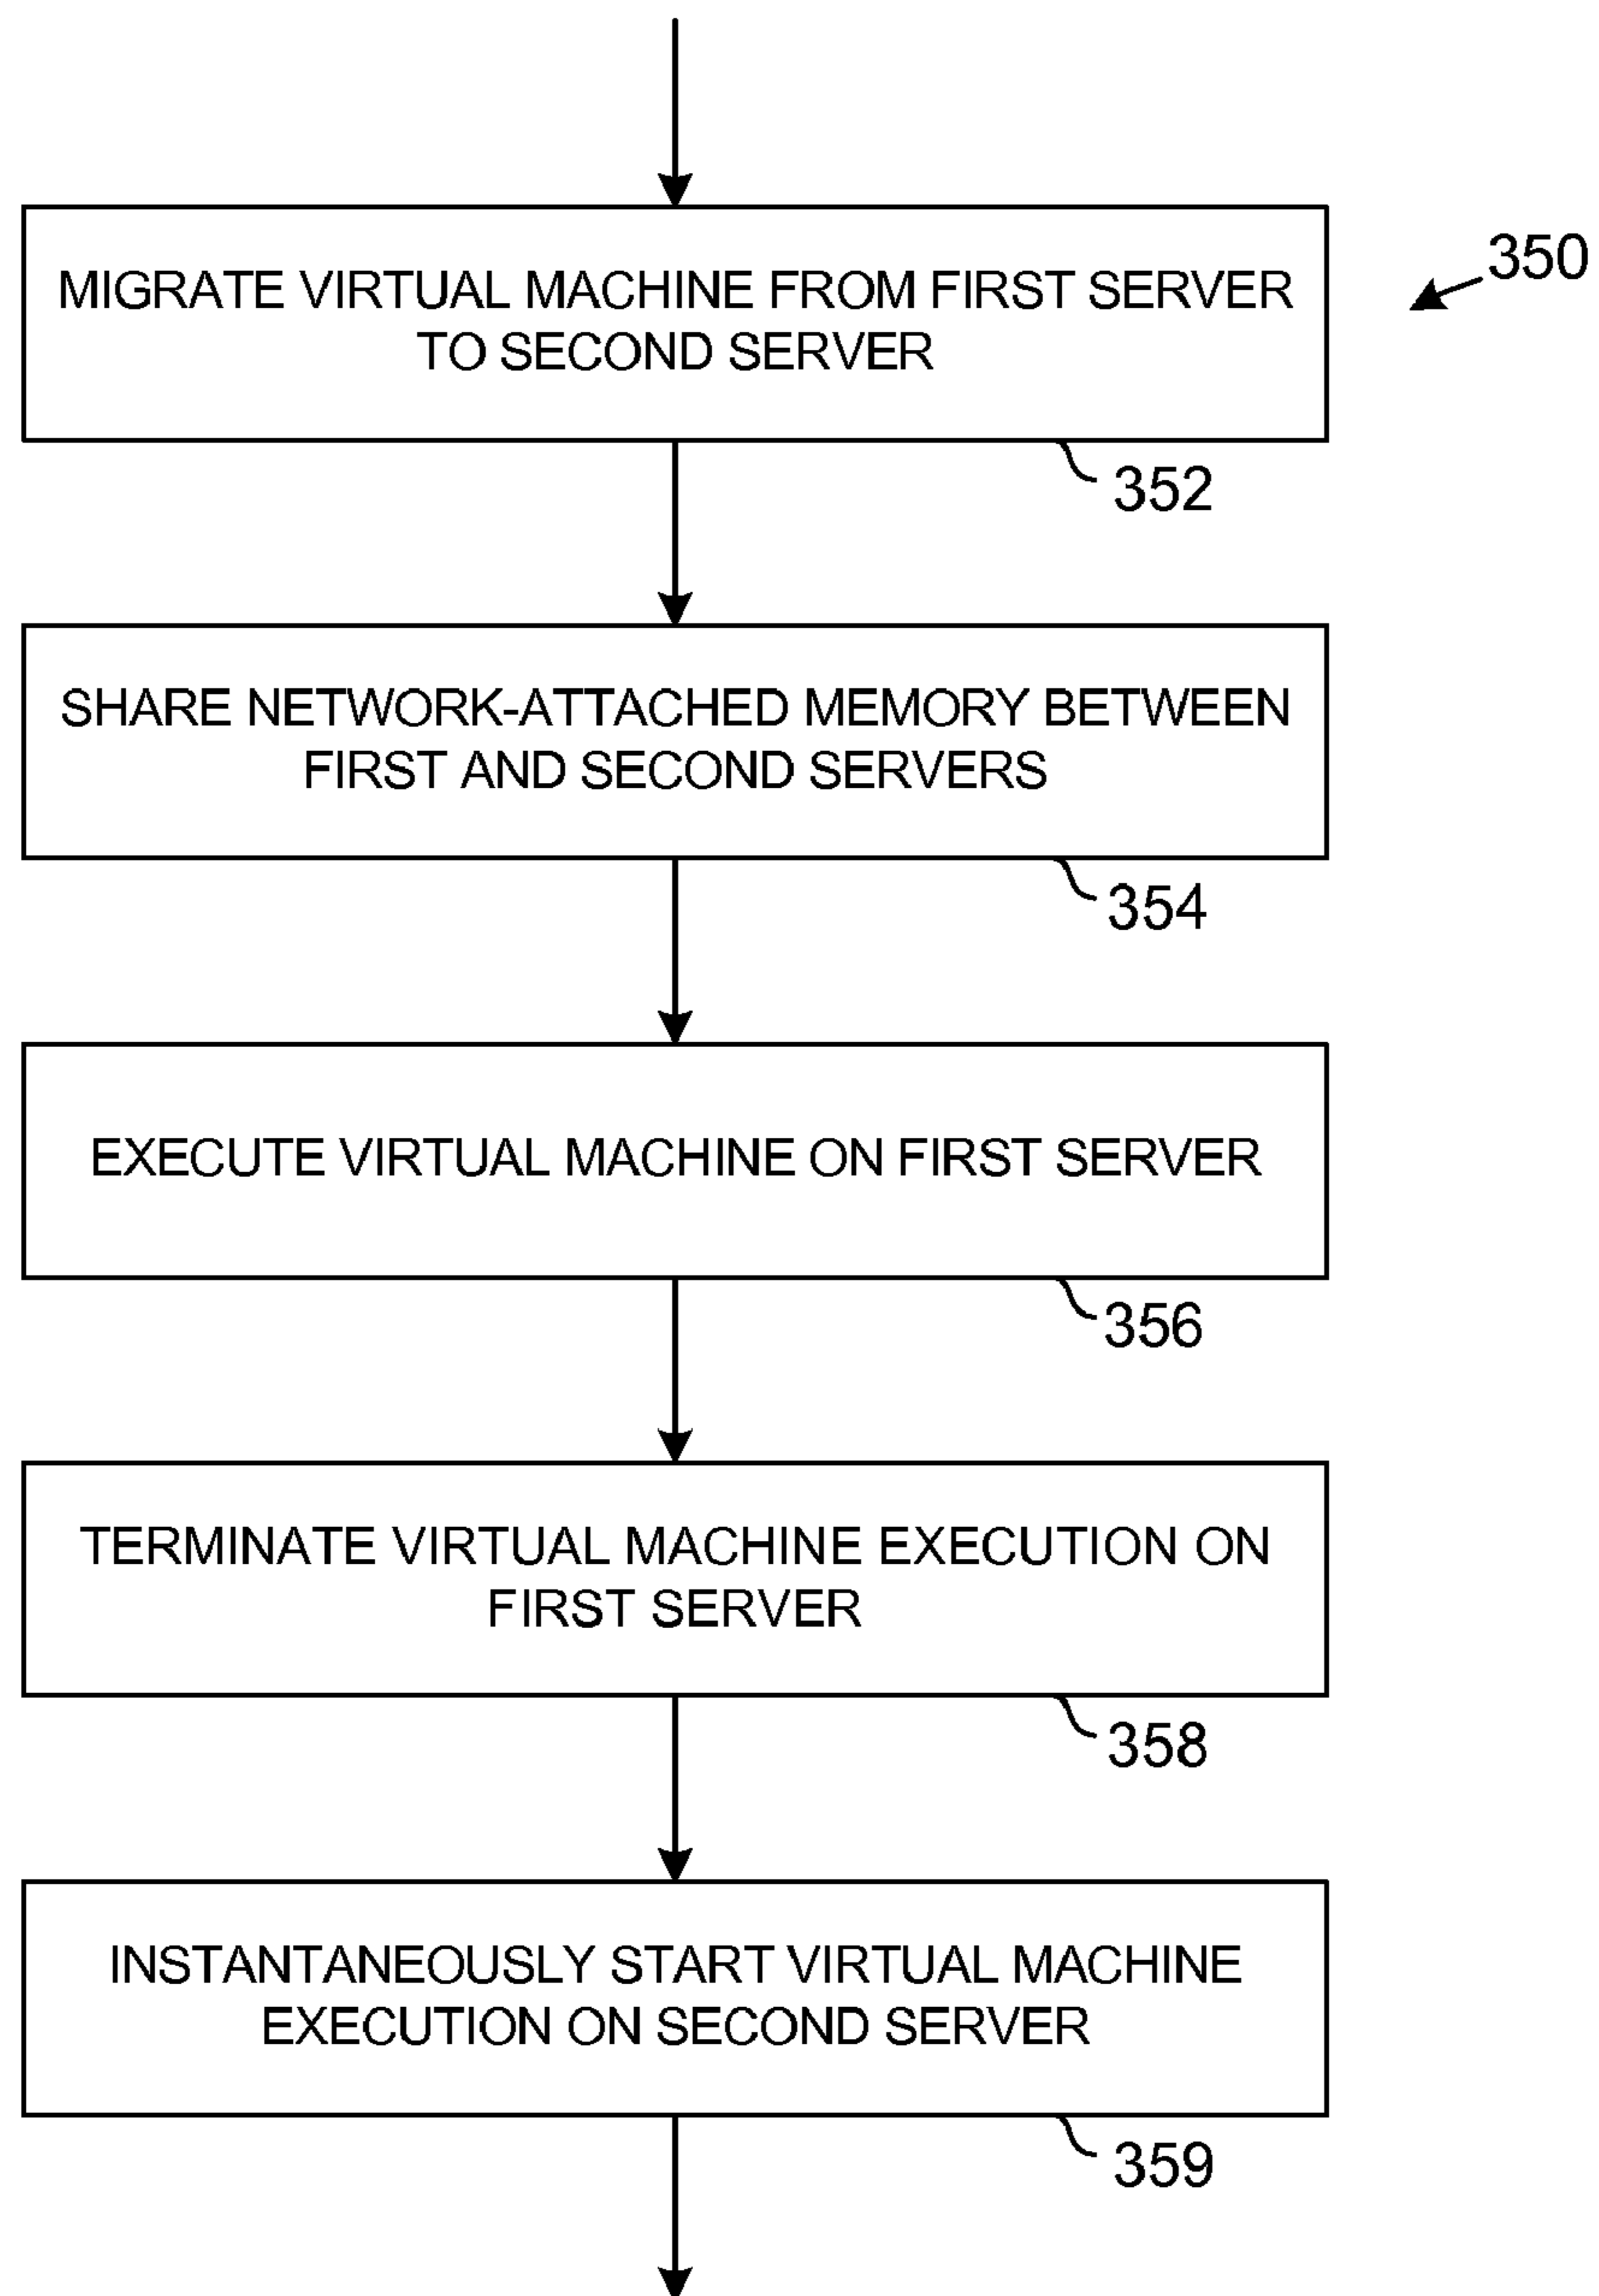 MIGRATE VIRTUAL MACHINE FROM FIRST SERVER
TO SECOND SERVER
350
352
SHARE NETWORK-ATTACHED MEMORY BETWEEN
FIRST AND SECOND SERVERS
354
EXECUTE VIRTUAL MACHINE ON FIRST SERVER
356
TERMINATE VIRTUAL MACHINE EXECUTION ON
FIRST SERVER
358
INSTANTANEOUSLY START VIRTUAL MACHINE
EXECUTION ON SECOND SERVER
359